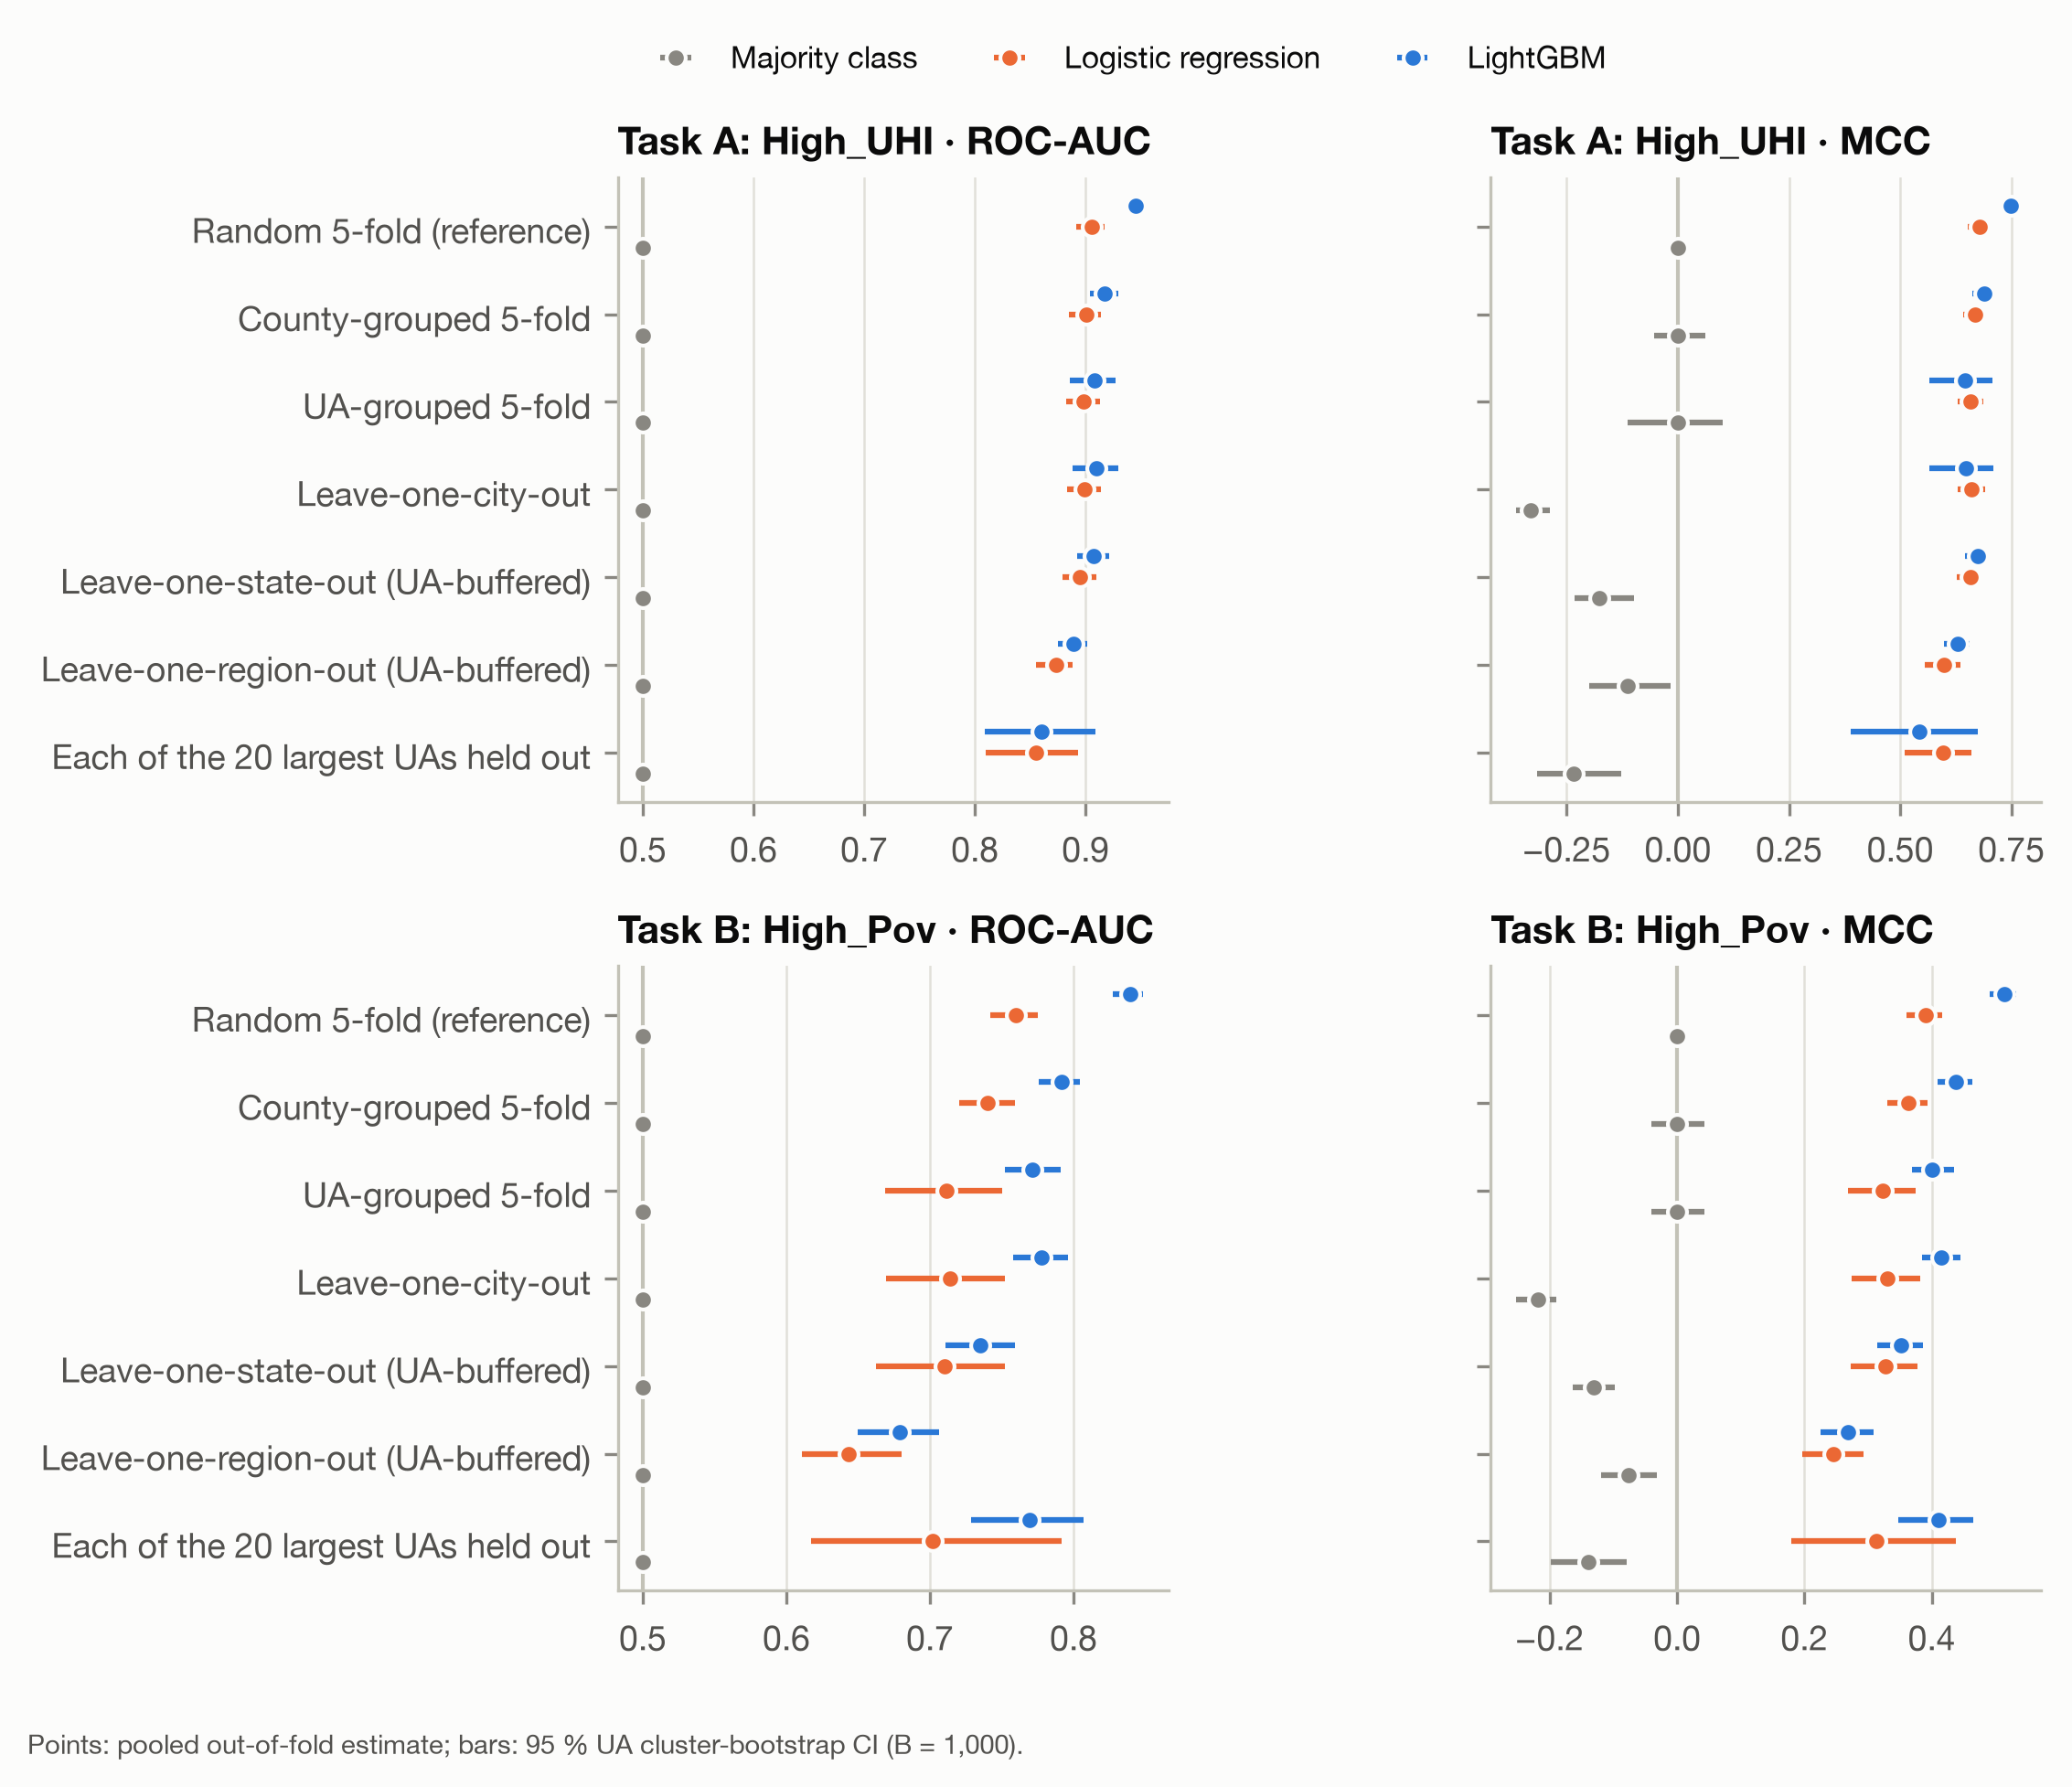 Majority class
Logistic regression
LightGBM
Task A: High_UHI · ROC-AUC
Task A: High_UHI · MCC
Random 5-fold (reference)
County-grouped 5-fold
UA-grouped 5-fold
Leave-one-city-out
Leave-one-state-out (UA-buffered)
Leave-one-region-out (UA-buffered)
Each of the 20 largest UAs held out
0.5 0.6 0.7 0.8 0.9
−0.25 0.00 0.25 0.50 0.75
Task B: High_Pov · ROC-AUC
Task B: High_Pov · MCC
Random 5-fold (reference)
County-grouped 5-fold
UA-grouped 5-fold
Leave-one-city-out
Leave-one-state-out (UA-buffered)
Leave-one-region-out (UA-buffered)
Each of the 20 largest UAs held out
0.5 0.6 0.7 0.8
−0.2 0.0 0.2 0.4
Points: pooled out-of-fold estimate; bars: 95 % UA cluster-bootstrap CI (B = 1,000).